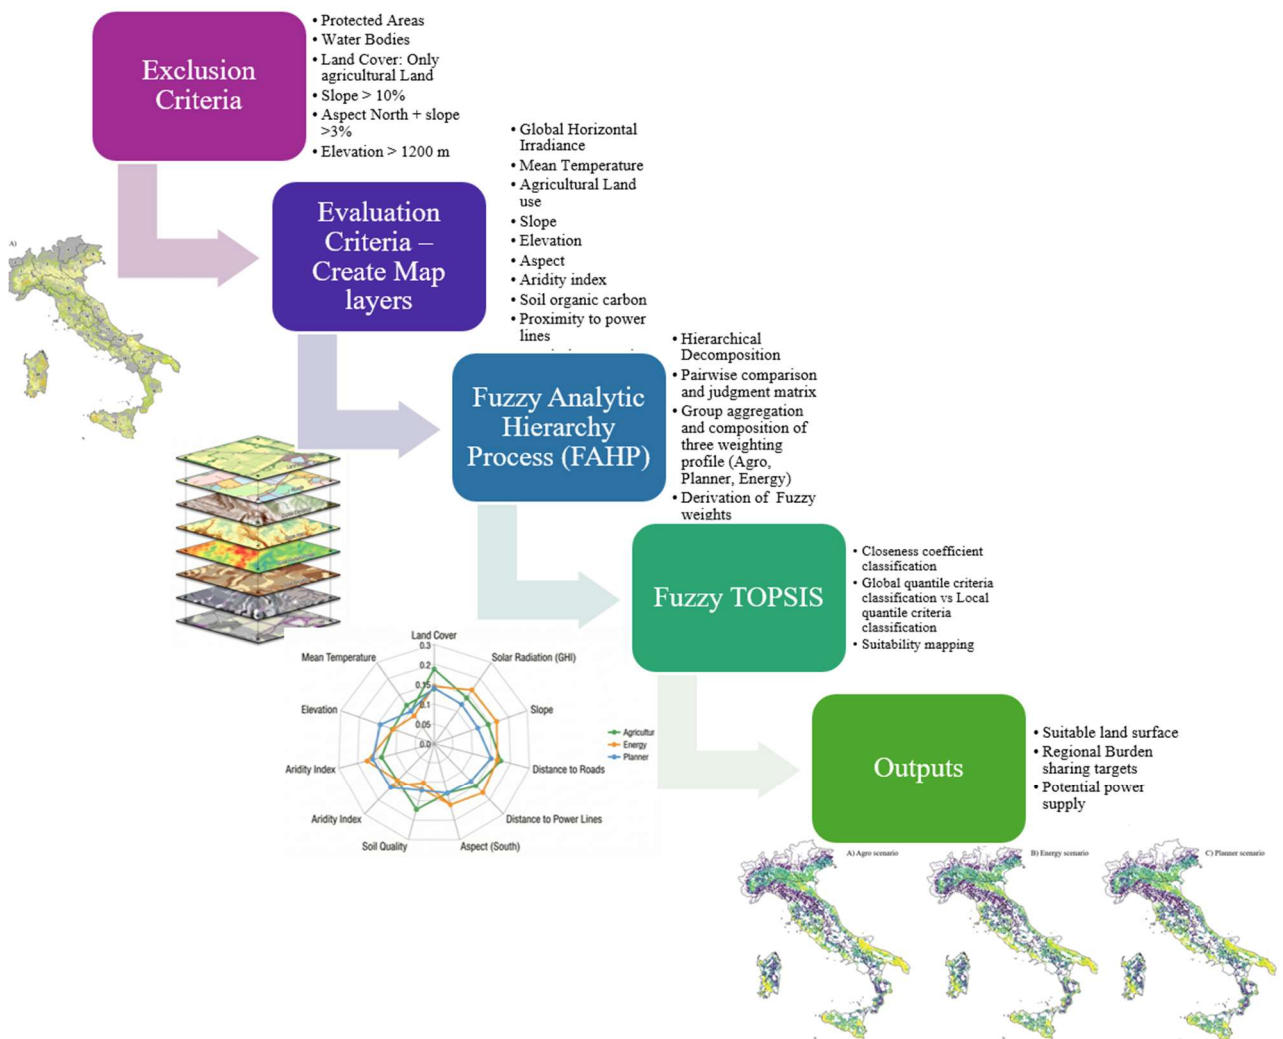 Exclusion
Criteria
• Protected Areas
• Water Bodies
• Land Cover: Only
agricultural Land
• Slope > 10%
• Aspect North + slope
>3%
• Elevation > 1200 m
Evaluation
Criteria –
Create Map
layers
• Global Horizontal
Irradiance
• Mean Temperature
• Agricultural Land
use
• Slope
• Elevation
• Aspect
• Aridity index
• Soil organic carbon
• Proximity to power
lines
A)
Fuzzy Analytic
Hierarchy
Process (FAHP)
• Hierarchical
Decomposition
• Pairwise comparison
and judgment matrix
• Group aggregation
and composition of
three weighting
profile (Agro,
Planner, Energy)
• Derivation of Fuzzy
weights
Fuzzy TOPSIS
• Closeness coefficient
classification
• Global quantile criteria
classification vs Local
quantile criteria
classification
• Suitability mapping
Land Cover
Solar Radiation (GHI)
Slope
Distance to Roads
Distance to Power Lines
Aspect (South)
Soil Quality
Aridity Index
Aridity Index
Elevation
Mean Temperature
0.3
0.2
0.15
0.1
0.05
0.0
Agricultur
Energy
Planner
Outputs
• Suitable land surface
• Regional Burden
sharing targets
• Potential power
supply
A) Agro scenario
B) Energy scenario
C) Planner scenario